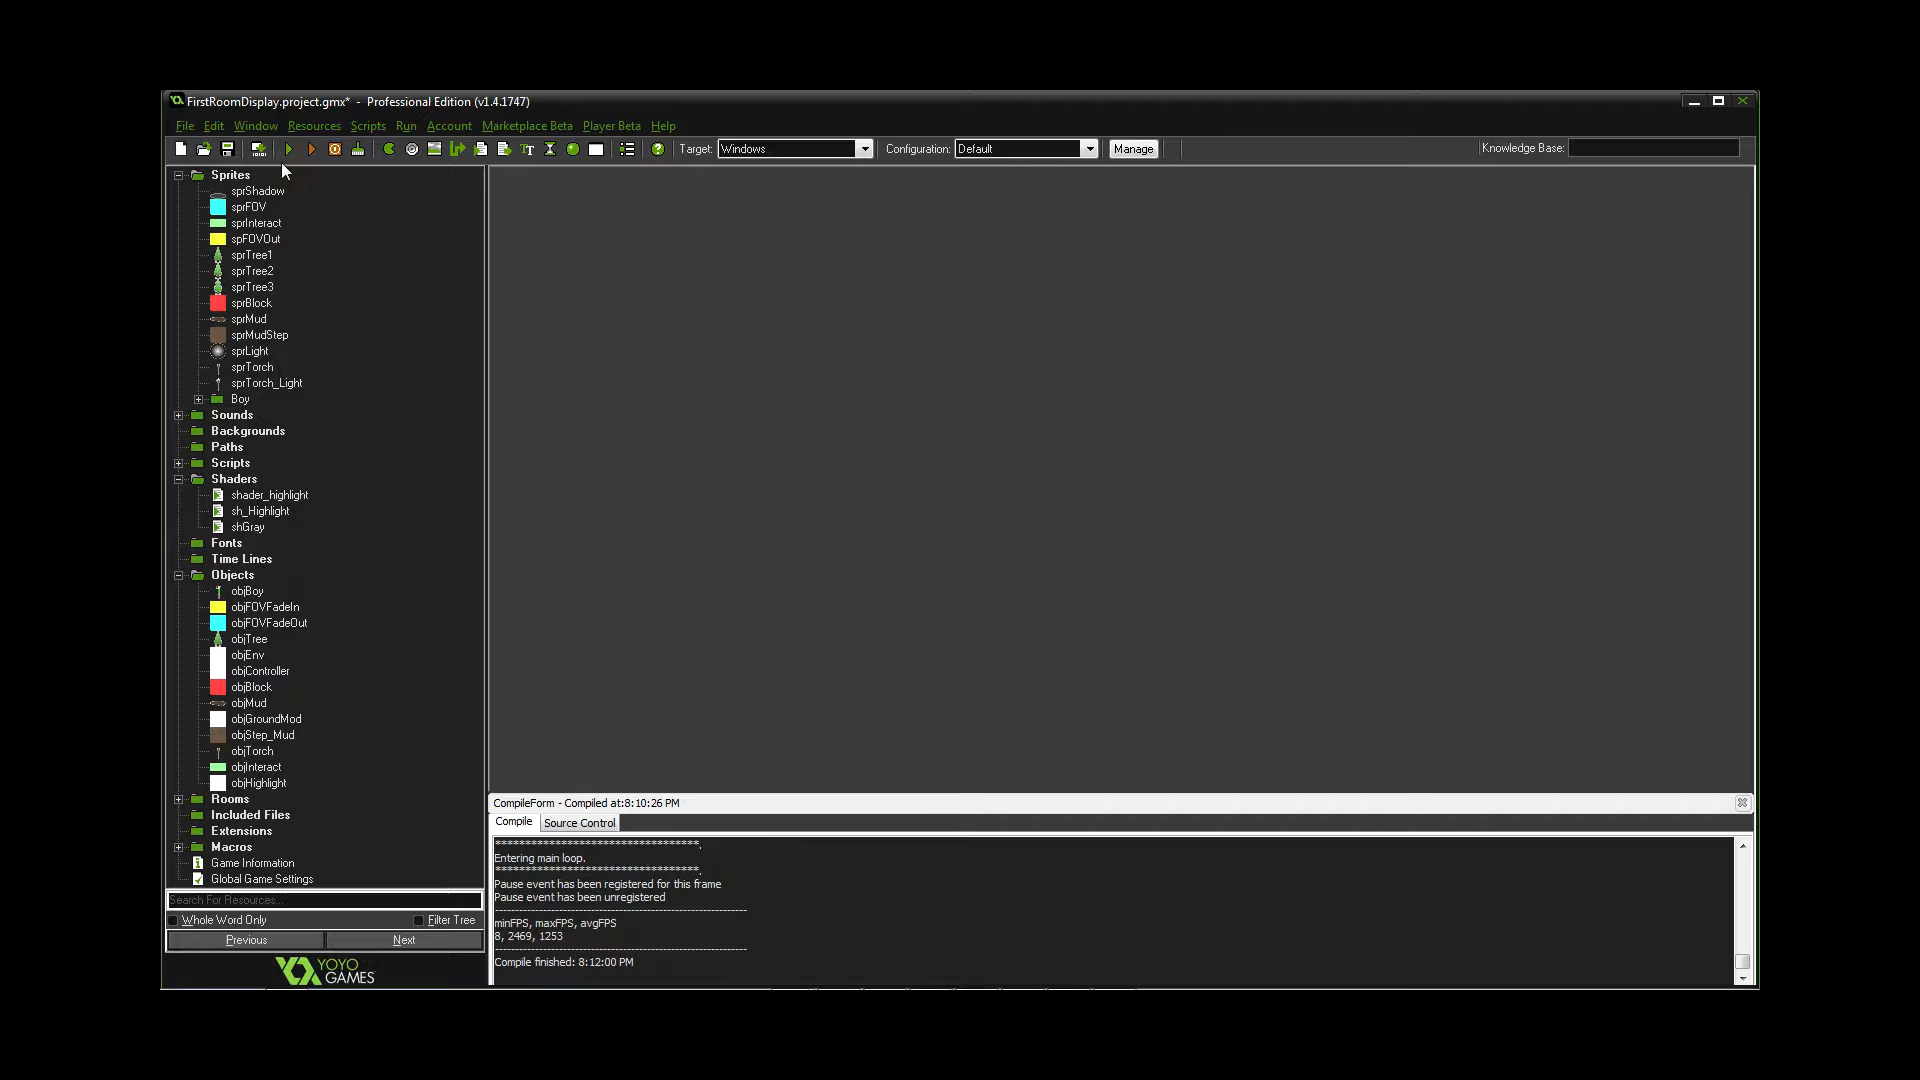 FirstRoomDisplay.project.gmx* - Professional Edition (v1.4.1747)
File Edit Window Resources Scripts Run Account Marketplace Beta Player Beta Help
Target: Windows Configuration: Default Manage Knowledge Base:
Sprites
sprShadow
sprFOV
sprInteract
spFOVOut
sprTree1
sprTree2
sprTree3
sprBlock
sprMud
sprMudStep
sprLight
sprTorch
sprTorch_Light
Boy
Sounds
Backgrounds
Paths
Scripts
Shaders
shader_highlight
sh_Highlight
shGray
Fonts
Time Lines
Objects
objBoy
objFOVFadeIn
objFOVFadeOut
objTree
objEnv
objController
objBlock
objMud
objGroundMod
objStep_Mud
objTorch
objInteract
objHighlight
Rooms
Included Files
Extensions
Macros
Game Information
Global Game Settings
Search For Resources...
Whole Word Only Filter Tree
Previous Next
YOYO
GAMES
CompileForm - Compiled at:8:10:26 PM
Compile Source Control
***********************************.
Entering main loop.
***********************************.
Pause event has been registered for this frame
Pause event has been unregistered
---------------------------------------------------------------
minFPS, maxFPS, avgFPS
8, 2469, 1253
---------------------------------------------------------------
Compile finished: 8:12:00 PM